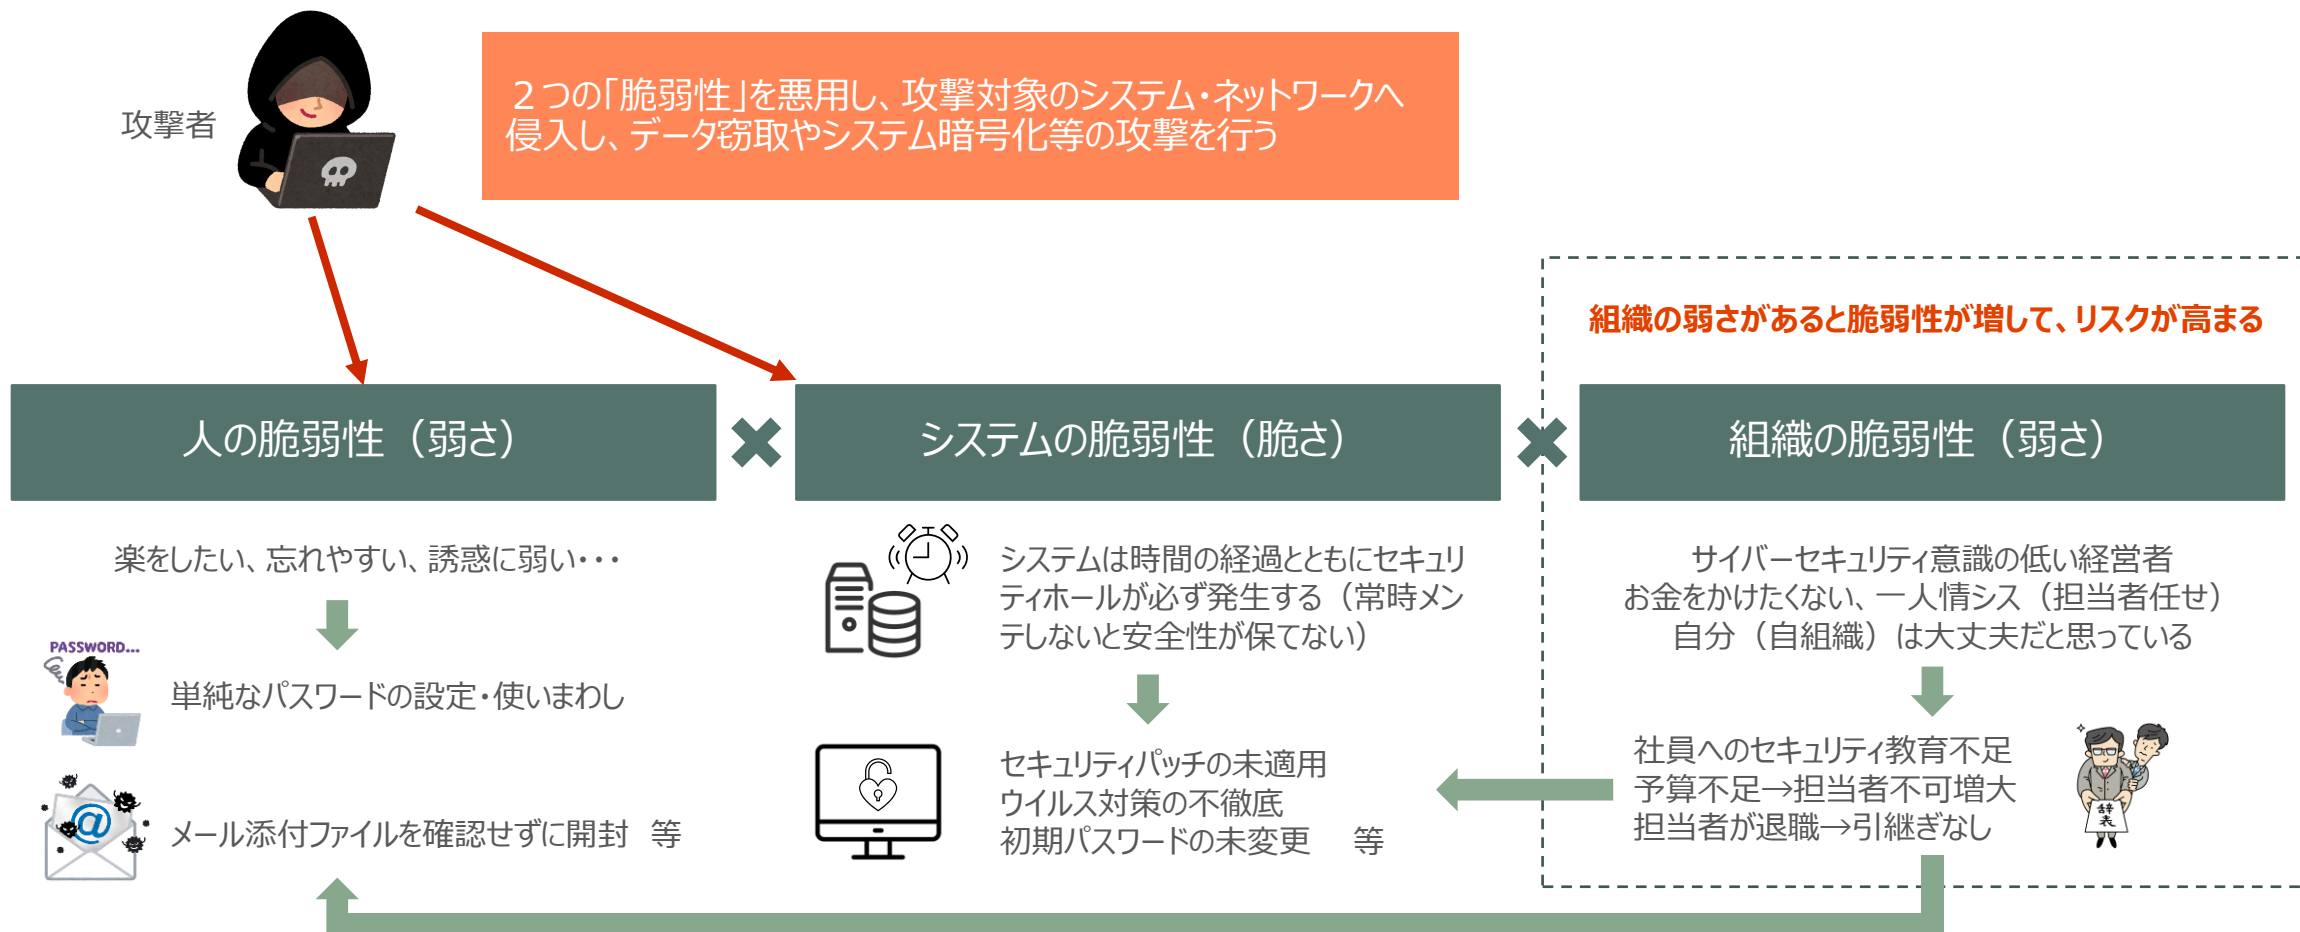 攻撃者
２つの「脆弱性」を悪用し、攻撃対象のシステム・ネットワークへ
侵入し、データ窃取やシステム暗号化等の攻撃を行う
組織の弱さがあると脆弱性が増して、リスクが高まる
人の脆弱性（弱さ）
システムの脆弱性（脆さ）
組織の脆弱性（弱さ）
楽をしたい、忘れやすい、誘惑に弱い・・・
PASSWORD...
単純なパスワードの設定・使いまわし
@
メール添付ファイルを確認せずに開封　等
システムは時間の経過とともにセキュリ
ティホールが必ず発生する（常時メン
テしないと安全性が保てない）
セキュリティパッチの未適用
ウイルス対策の不徹底
初期パスワードの未変更　等
サイバーセキュリティ意識の低い経営者
お金をかけたくない、一人情シス（担当者任せ）
自分（自組織）は大丈夫だと思っている
社員へのセキュリティ教育不足
予算不足→担当者不可増大
担当者が退職→引継ぎなし
辞表